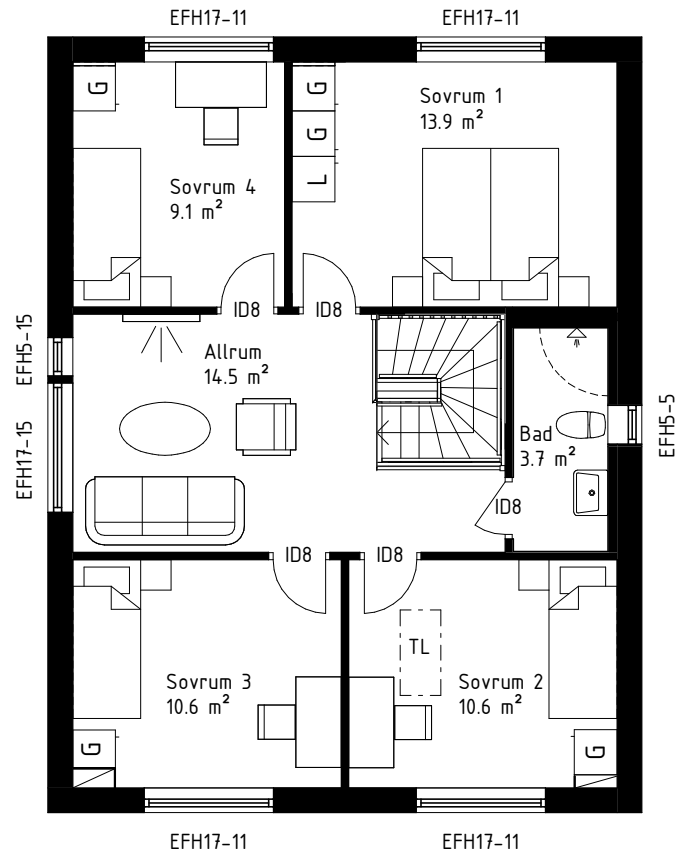 EFH17-11
EFH17-11
G
G
Sovrum 1
13.9 m²
G
L
Sovrum 4
9.1 m²
ID8
ID8
EFH5-15
Allrum
14.5 m²
EFH17-15
EFH5-5
Bad
3.7 m²
ID8
ID8
ID8
TL
Sovrum 3
10.6 m²
Sovrum 2
10.6 m²
G
G
EFH17-11
EFH17-11